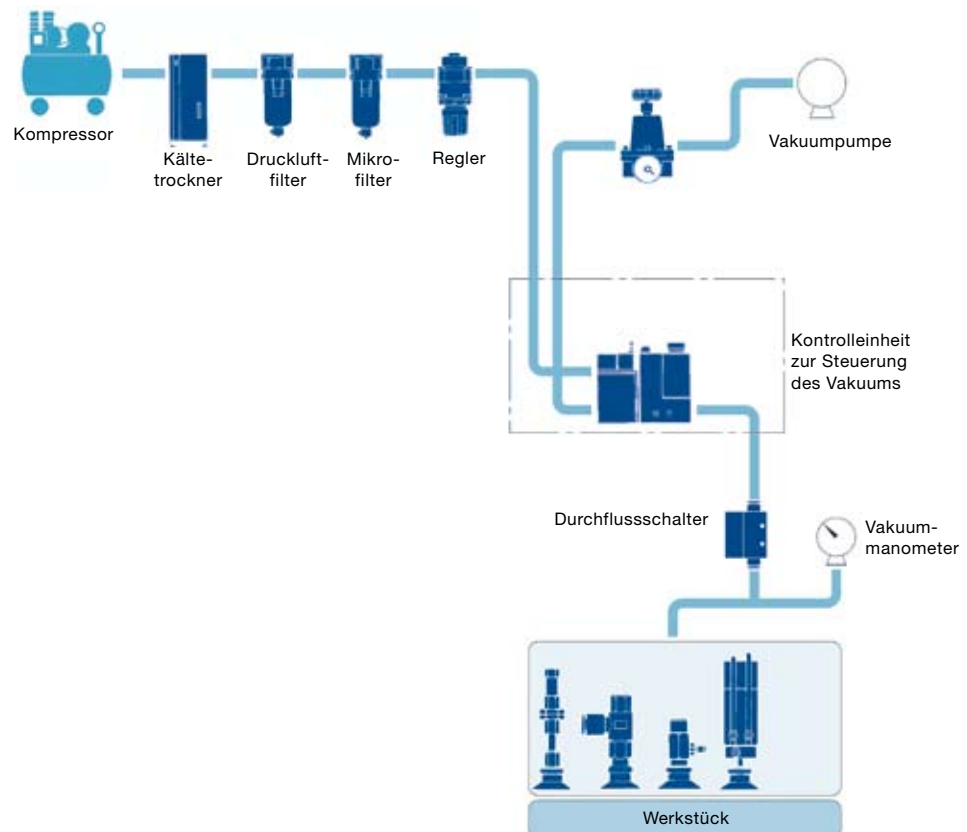 Kompressor
Kälte-
trockner
Druckluft-
filter
Mikro-
filter
Regler
Vakuumpumpe
Kontrolleinheit
zur Steuerung
des Vakuums
Durchflussschalter
Vakuum-
manometer
Werkstück